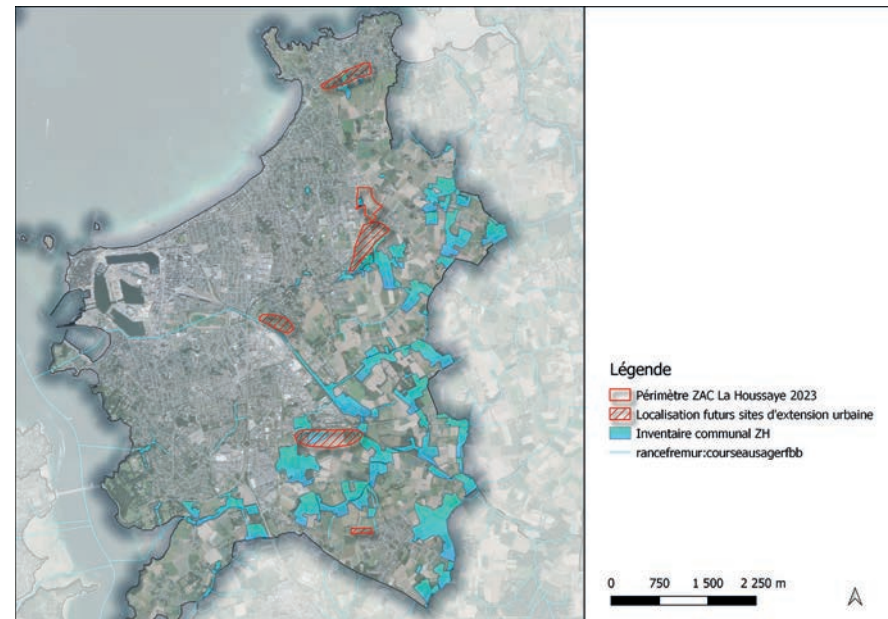 Légende
Périmètre ZAC La Houssaye 2023
Localisation futurs sites d'extension urbaine
Inventaire communal ZH
rancefremur:courseausagerfbb
0 750 1 500 2 250 m